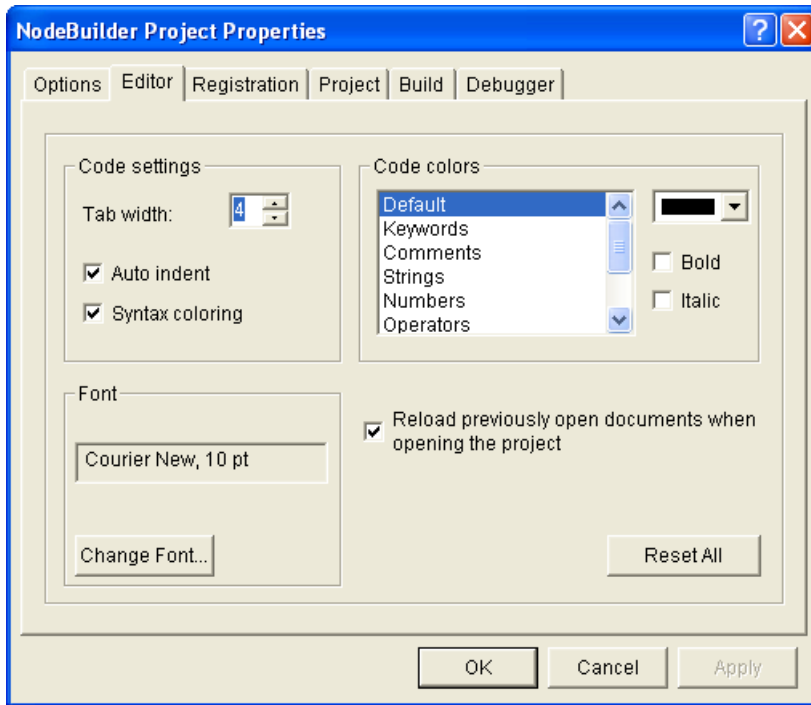 NodeBuilder Project Properties
Options Editor Registration Project Build Debugger
Code settings
Tab width: 4
Auto indent
Syntax coloring
Code colors
Default
Keywords
Comments
Strings
Numbers
Operators
Bold
Italic
Font
Courier New, 10 pt
Change Font...
Reload previously open documents when
opening the project
Reset All
OK Cancel Apply